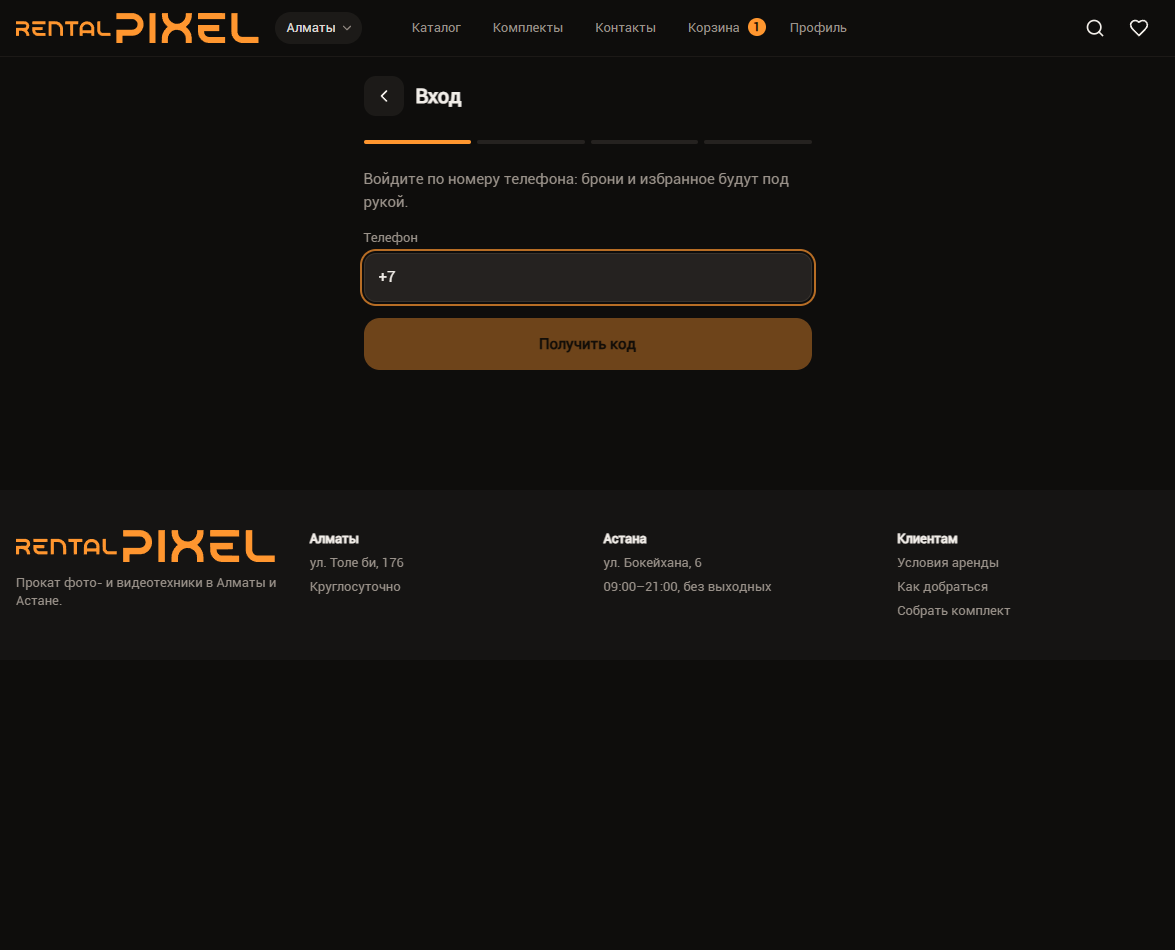 RENTAL PIXEL
Алматы
Каталог
Комплекты
Контакты
Корзина 1
Профиль
Вход
Войдите по номеру телефона: брони и избранное будут под
рукой.
Телефон
+7
Получить код
RENTAL PIXEL
Прокат фото- и видеотехники в Алматы и
Астане.
Алматы
ул. Толе би, 176
Круглосуточно
Астана
ул. Бокейхана, 6
09:00–21:00, без выходных
Клиентам
Условия аренды
Как добраться
Собрать комплект